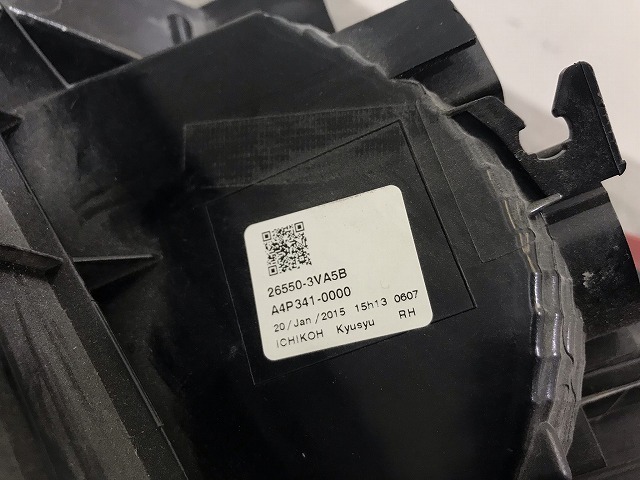 26550-3VA5B
A4P341-0000
20/Jan/2015 15h13 0607
ICHIKOH Kyusyu RH